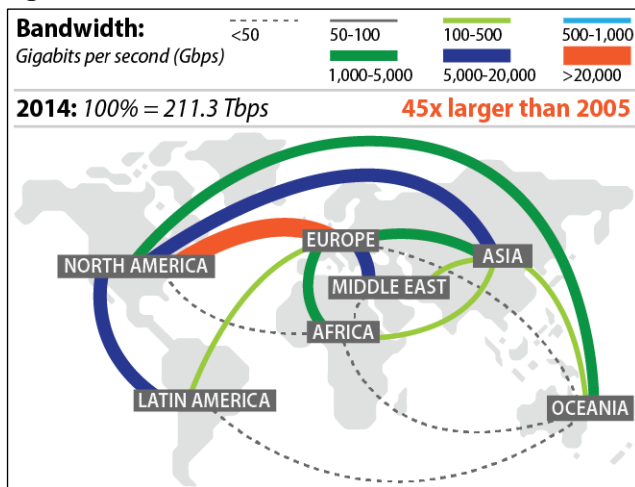 Bandwidth:
Gigabits per second (Gbps)
<50
50-100
100-500
500-1,000
1,000-5,000
5,000-20,000
>20,000
2014: 100% = 211.3 Tbps
45x larger than 2005
EUROPE
ASIA
NORTH AMERICA
MIDDLE EAST
AFRICA
LATIN AMERICA
OCEANIA